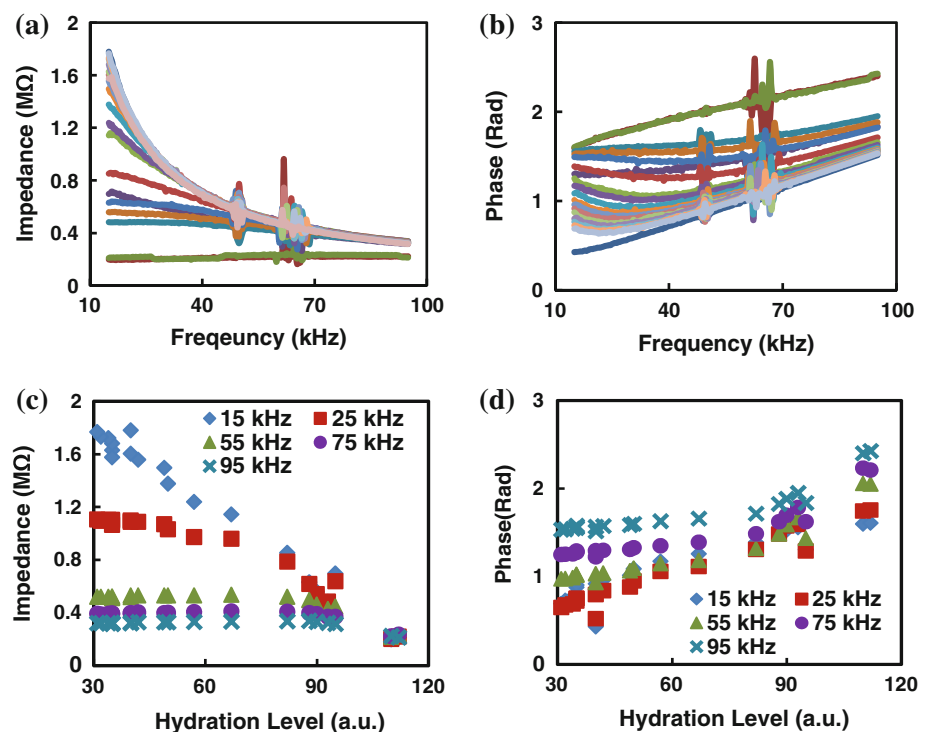 (a)
Impedance (MΩ)
2
1.6
1.2
0.8
0.4
0
10
40
70
100
Freqeuncy (kHz)
(b)
Phase (Rad)
3
2
1
0
10
40
70
100
Frequency (kHz)
(c)
Impedance (MΩ)
2
1.6
1.2
0.8
0.4
0
15 kHz
25 kHz
55 kHz
75 kHz
95 kHz
30
60
90
120
Hydration Level (a.u.)
(d)
Phase(Rad)
3
2
1
0
15 kHz
25 kHz
55 kHz
75 kHz
95 kHz
30
60
90
120
Hydration Level (a.u.)